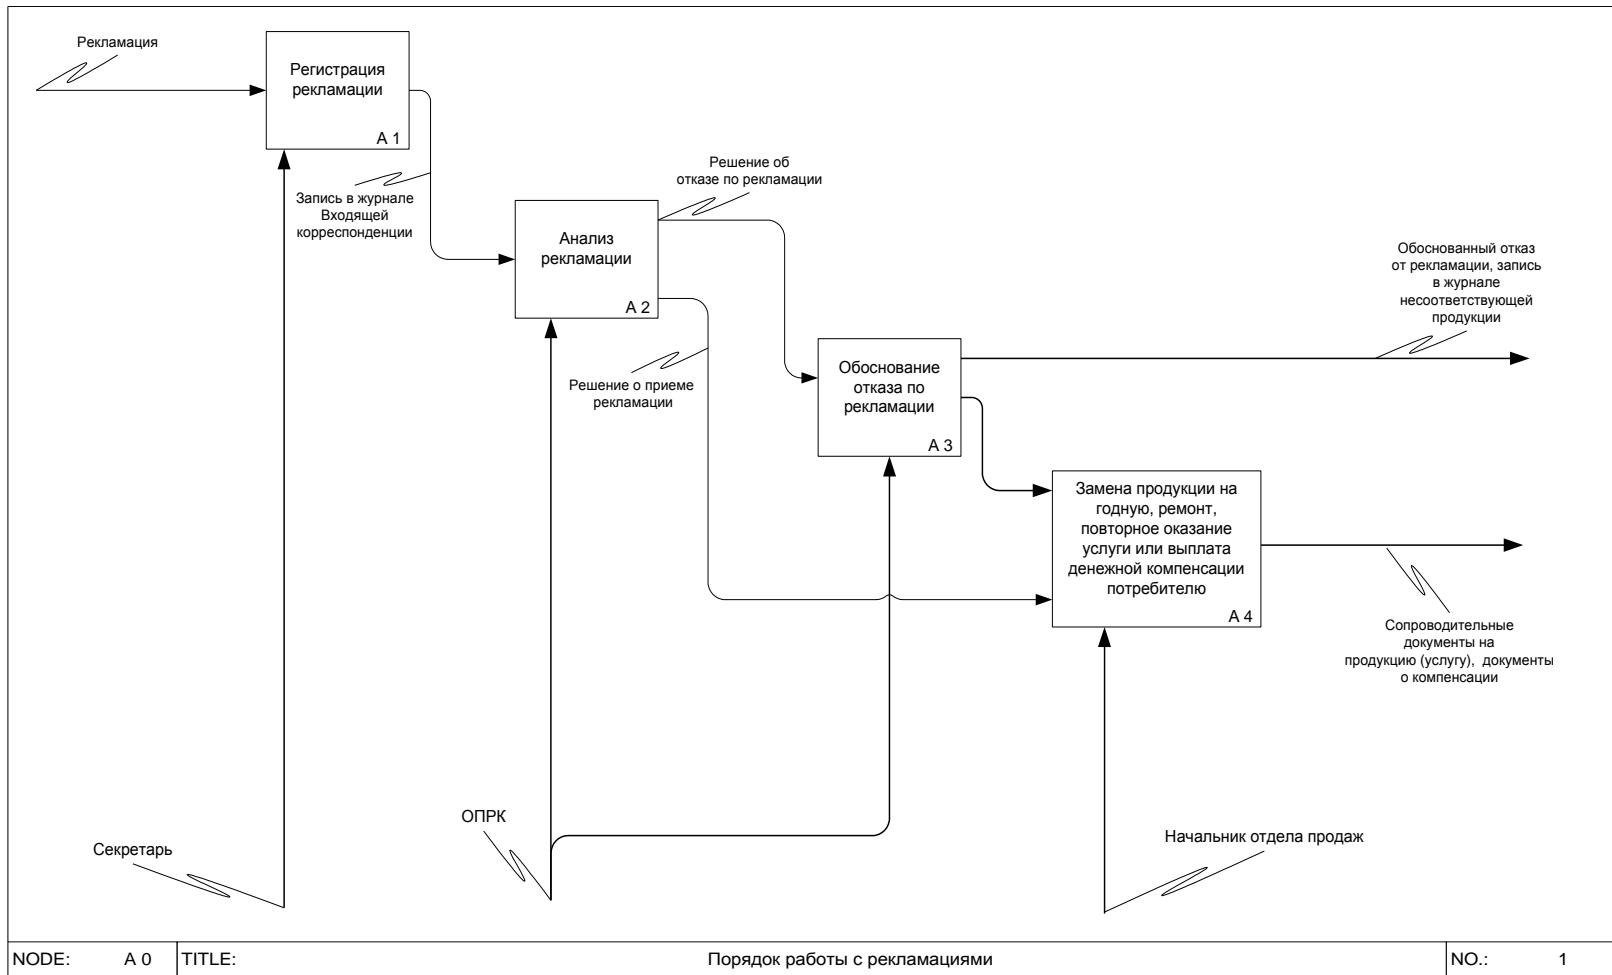 Рекламация
Регистрация
рекламации
А 1
Запись в журнале
Входящей
корреспонденции
Решение об
отказе по рекламации
Анализ
рекламации
А 2
Решение о приеме
рекламации
Обоснованный отказ
от рекламации, запись
в журнале
несоответствующей
продукции
Обоснование
отказа по
рекламации
А 3
Замена продукции на
годную, ремонт,
повторное оказание
услуги или выплата
денежной компенсации
потребителю
А 4
Сопроводительные
документы на
продукцию (услугу), документы
о компенсации
Секретарь
ОПРК
Начальник отдела продаж
NODE: А 0 TITLE: Порядок работы с рекламациями NO.: 1